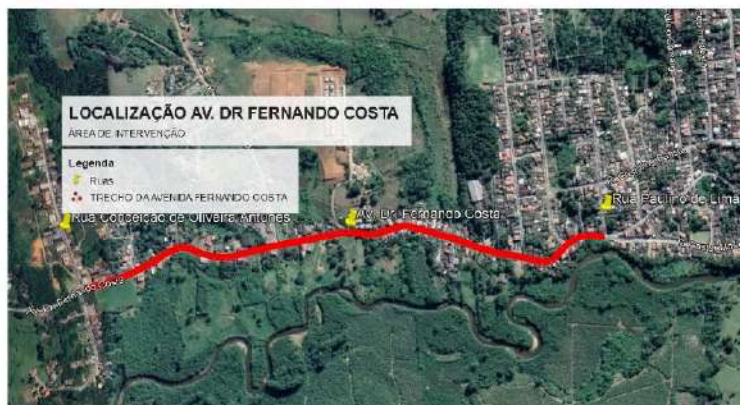 LOCALIZAÇÃO AV. DR FERNANDO COSTA
ÁREA DE INTERVENÇÃO
Legenda
Ruas
TRECHO DA AVENIDA FERNANDO COSTA
Rua Conceição de Oliveira Antunes
Av. Dr. Fernando Costa
Rua Paulino de Lima